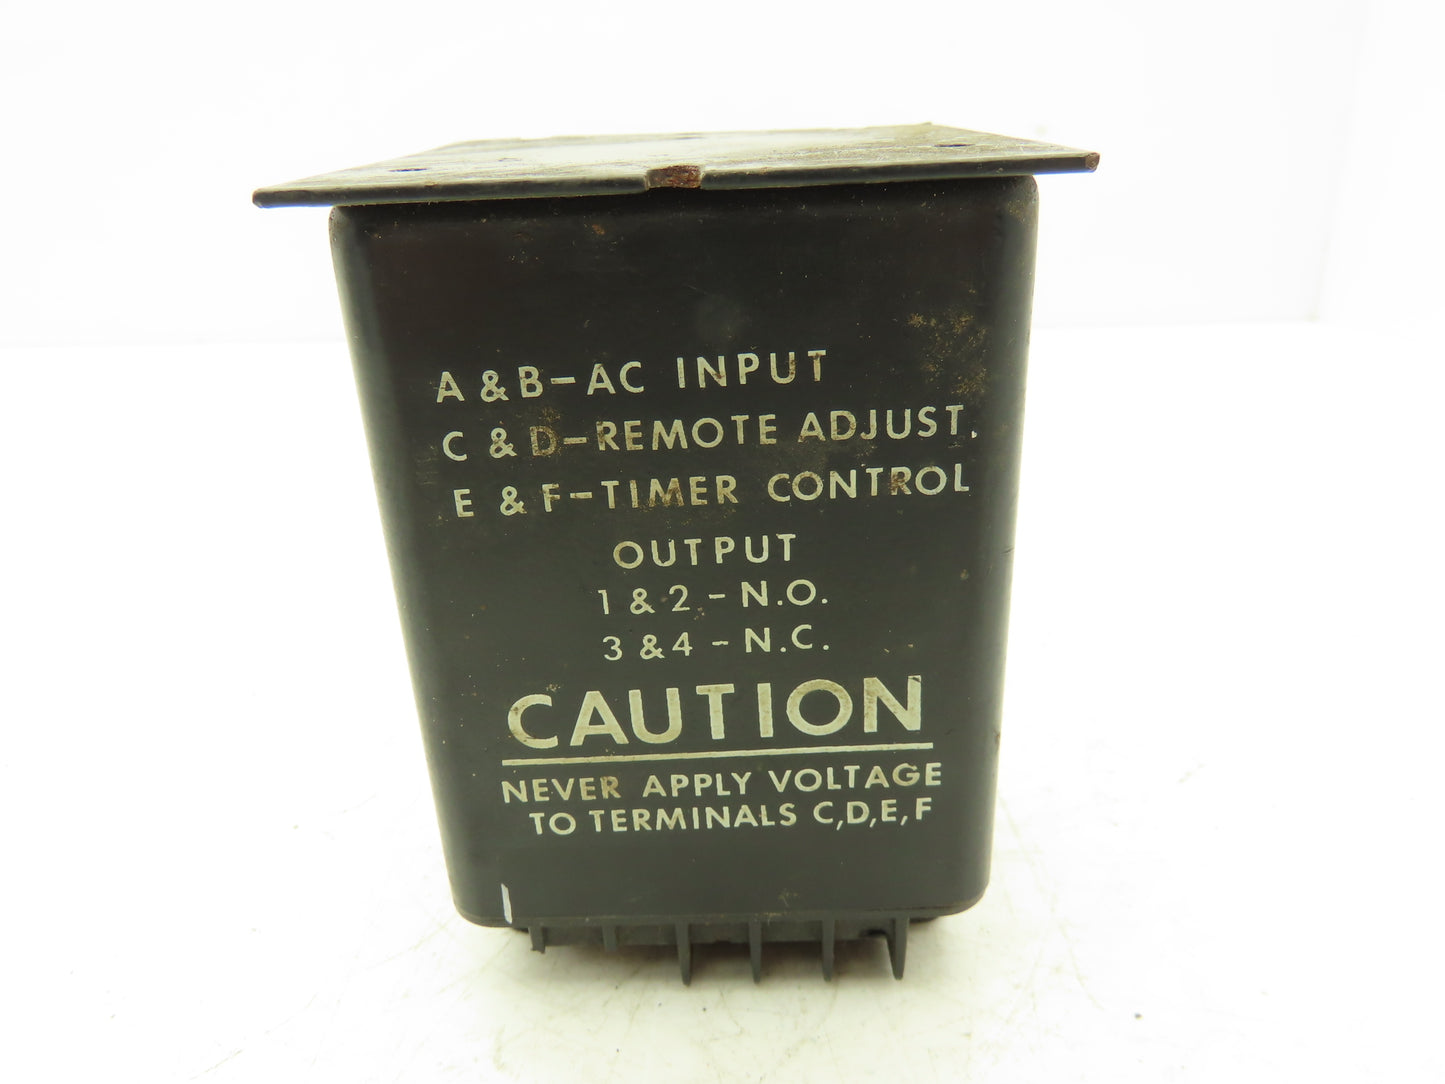 A & B - AC INPUT
C & D - REMOTE ADJUST.
E & F - TIMER CONTROL
OUTPUT
1 & 2 - N.O.
3 & 4 - N.C.
CAUTION
NEVER APPLY VOLTAGE
TO TERMINALS C,D,E,F